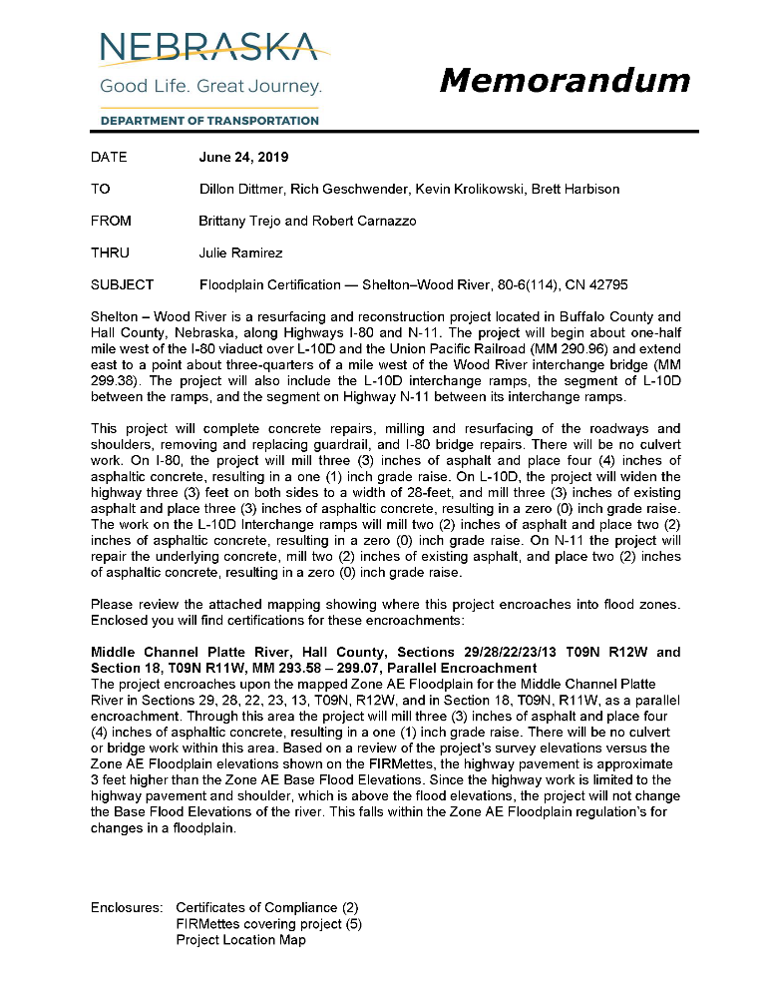 NEBRASKA
Good Life. Great Journey.
DEPARTMENT OF TRANSPORTATION
Memorandum
DATE June 24, 2019
TO Dillon Dittmer, Rich Geschwender, Kevin Krolikowski, Brett Harbison
FROM Brittany Trejo and Robert Carnazzo
THRU Julie Ramirez
SUBJECT Floodplain Certification — Shelton–Wood River, 80-6(114), CN 42795
Shelton – Wood River is a resurfacing and reconstruction project located in Buffalo County and
Hall County, Nebraska, along Highways I-80 and N-11. The project will begin about one-half
mile west of the I-80 viaduct over L-10D and the Union Pacific Railroad (MM 290.96) and extend
east to a point about three-quarters of a mile west of the Wood River interchange bridge (MM
299.38). The project will also include the L-10D interchange ramps, the segment of L-10D
between the ramps, and the segment on Highway N-11 between its interchange ramps.
This project will complete concrete repairs, milling and resurfacing of the roadways and
shoulders, removing and replacing guardrail, and I-80 bridge repairs. There will be no culvert
work. On I-80, the project will mill three (3) inches of asphalt and place four (4) inches of
asphaltic concrete, resulting in a one (1) inch grade raise. On L-10D, the project will widen the
highway three (3) feet on both sides to a width of 28-feet, and mill three (3) inches of existing
asphalt and place three (3) inches of asphaltic concrete, resulting in a zero (0) inch grade raise.
The work on the L-10D Interchange ramps will mill two (2) inches of asphalt and place two (2)
inches of asphaltic concrete, resulting in a zero (0) inch grade raise. On N-11 the project will
repair the underlying concrete, mill two (2) inches of existing asphalt, and place two (2) inches
of asphaltic concrete, resulting in a zero (0) inch grade raise.
Please review the attached mapping showing where this project encroaches into flood zones.
Enclosed you will find certifications for these encroachments:
Middle Channel Platte River, Hall County, Sections 29/28/22/23/13 T09N R12W and
Section 18, T09N R11W, MM 293.58 – 299.07, Parallel Encroachment
The project encroaches upon the mapped Zone AE Floodplain for the Middle Channel Platte
River in Sections 29, 28, 22, 23, 13, T09N, R12W, and in Section 18, T09N, R11W, as a parallel
encroachment. Through this area the project will mill three (3) inches of asphalt and place four
(4) inches of asphaltic concrete, resulting in a one (1) inch grade raise. There will be no culvert
or bridge work within this area. Based on a review of the project's survey elevations versus the
Zone AE Floodplain elevations shown on the FIRMettes, the highway pavement is approximate
3 feet higher than the Zone AE Base Flood Elevations. Since the highway work is limited to the
highway pavement and shoulder, which is above the flood elevations, the project will not change
the Base Flood Elevations of the river. This falls within the Zone AE Floodplain regulation's for
changes in a floodplain.
Enclosures: Certificates of Compliance (2)
FIRMettes covering project (5)
Project Location Map